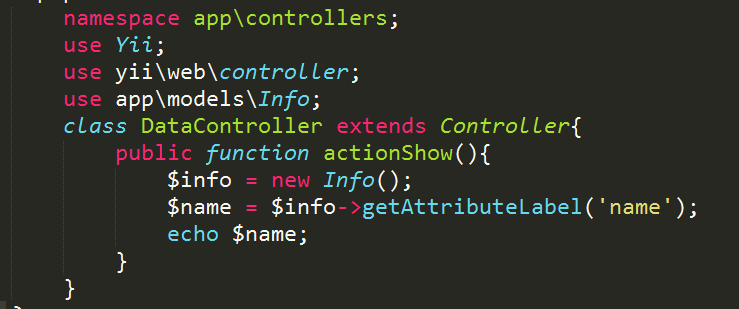 namespace app\controllers;
use Yii;
use yii\web\controller;
use app\models\Info;
class DataController extends Controller{
public function actionShow(){
$info = new Info();
$name = $info->getAttributeLabel('name');
echo $name;
}
}